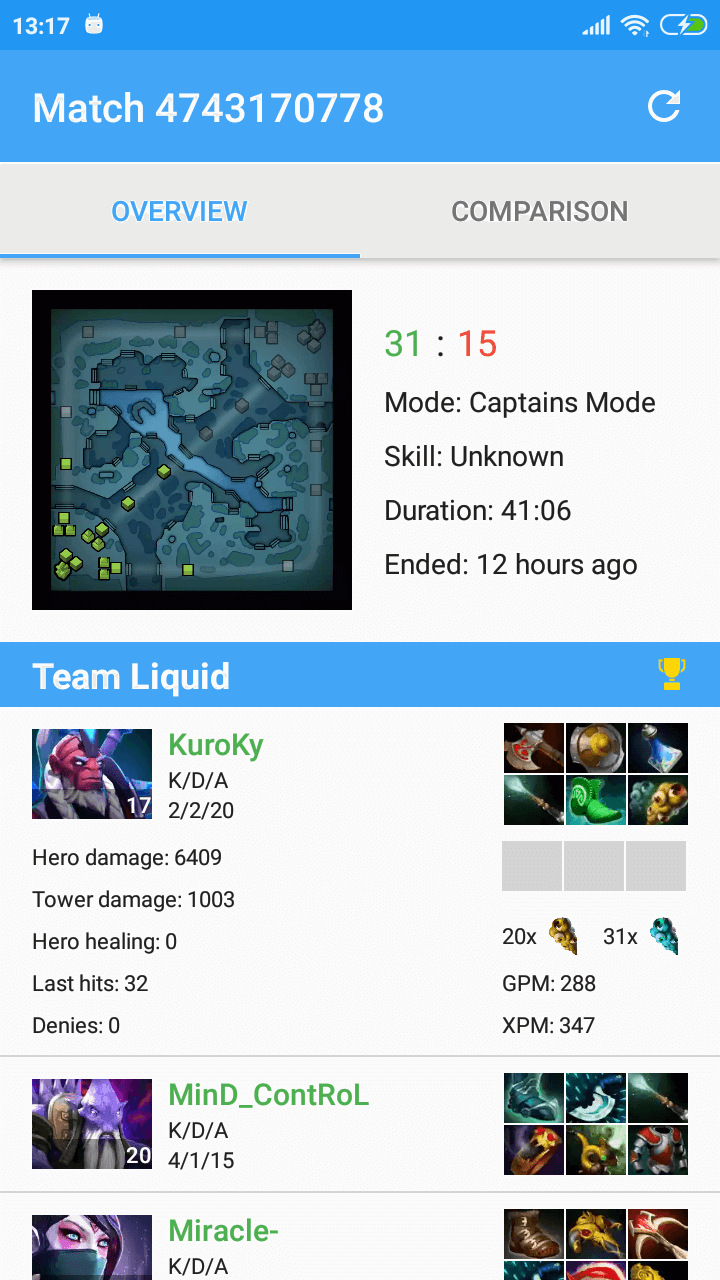 13:17
Match 4743170778
OVERVIEW
COMPARISON
31 : 15
Mode: Captains Mode
Skill: Unknown
Duration: 41:06
Ended: 12 hours ago
Team Liquid
KuroKy
K/D/A
17
2/2/20
Hero damage: 6409
Tower damage: 1003
Hero healing: 0
20x 31x
Last hits: 32
GPM: 288
Denies: 0
XPM: 347
MinD_ContRoL
K/D/A
20
4/1/15
Miracle-
K/D/A